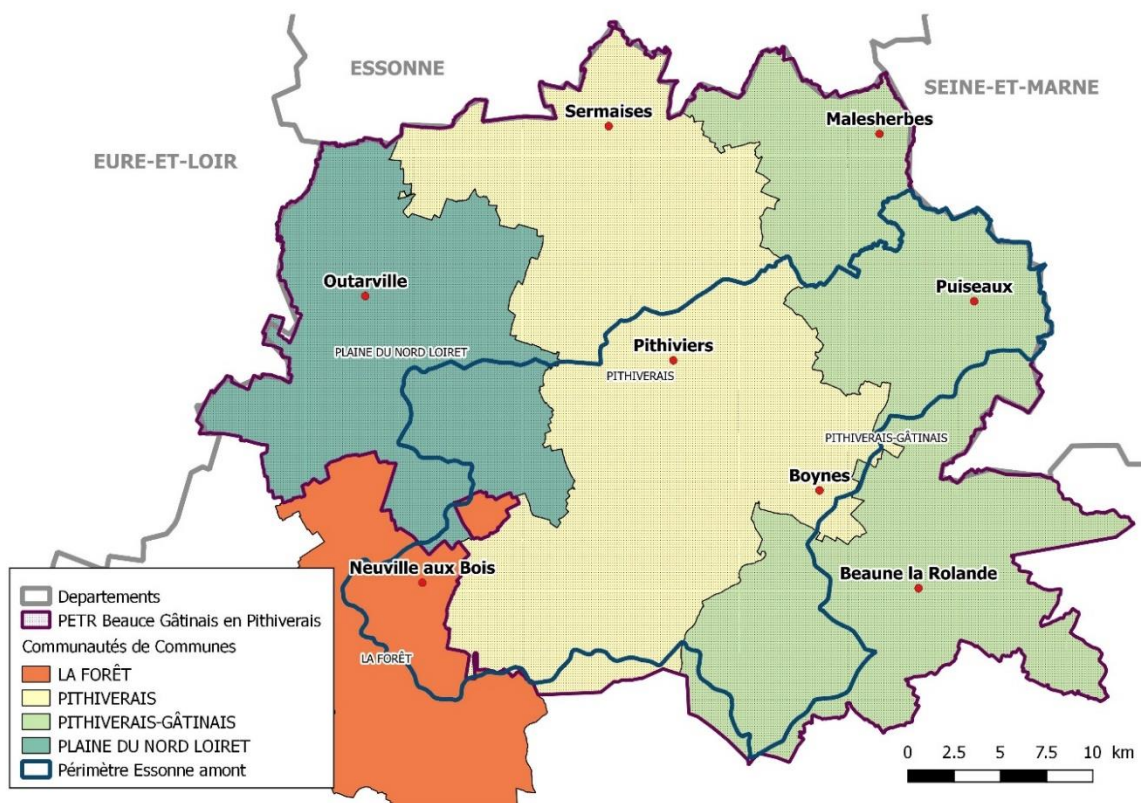 ESSONNE
SEINE-ET-MARNE
Sermaises
Malesherbes
EURE-ET-LOIR
Outarville
Puiseaux
PLAINE DU NORD LOIRET
Pithiviers
PITHIVERAIS
PITHIVERAIS-GÂTINAIS
Boynes
Neuville aux Bois
Beaune la Rolande
LA FORÊT
Departements
PETR Beauce Gâtinais en Pithiverais
Communautés de Communes
LA FORÊT
PITHIVERAIS
PITHIVERAIS-GÂTINAIS
PLAINE DU NORD LOIRET
Périmètre Essonne amont
0 2.5 5 7.5 10 km